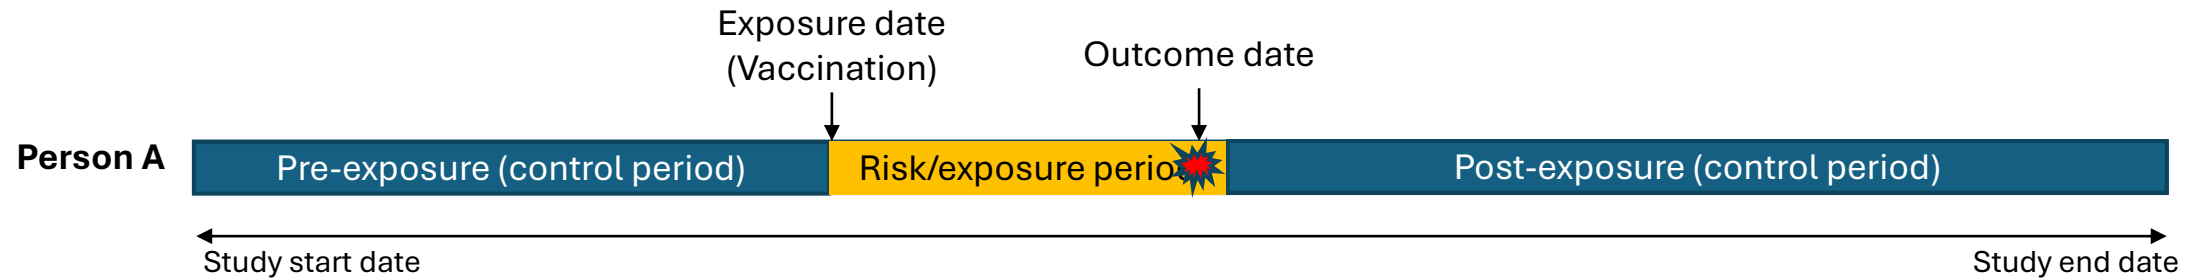 Exposure date
(Vaccination)
Outcome date
Person A
Pre-exposure (control period)
Risk/exposure perio
Post-exposure (control period)
Study start date
Study end date